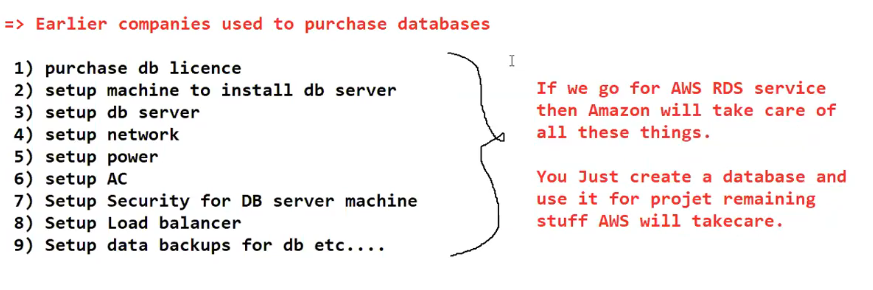 => Earlier companies used to purchase databases
1) purchase db licence
2) setup machine to install db server
3) setup db server
4) setup network
5) setup power
6) setup AC
7) Setup Security for DB server machine
8) Setup Load balancer
9) Setup data backups for db etc....
If we go for AWS RDS service
then Amazon will take care of
all these things.
You Just create a database and
use it for projet remaining
stuff AWS will takecare.